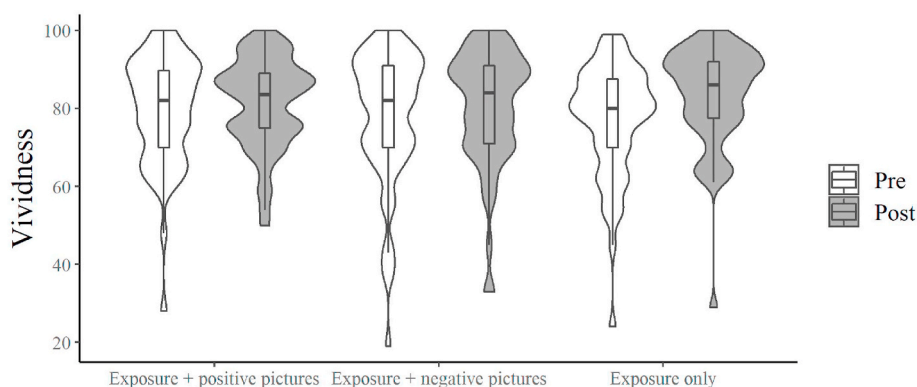 100
80
60
40
20
Vividness
Exposure + positive pictures
Exposure + negative pictures
Exposure only
Pre
Post